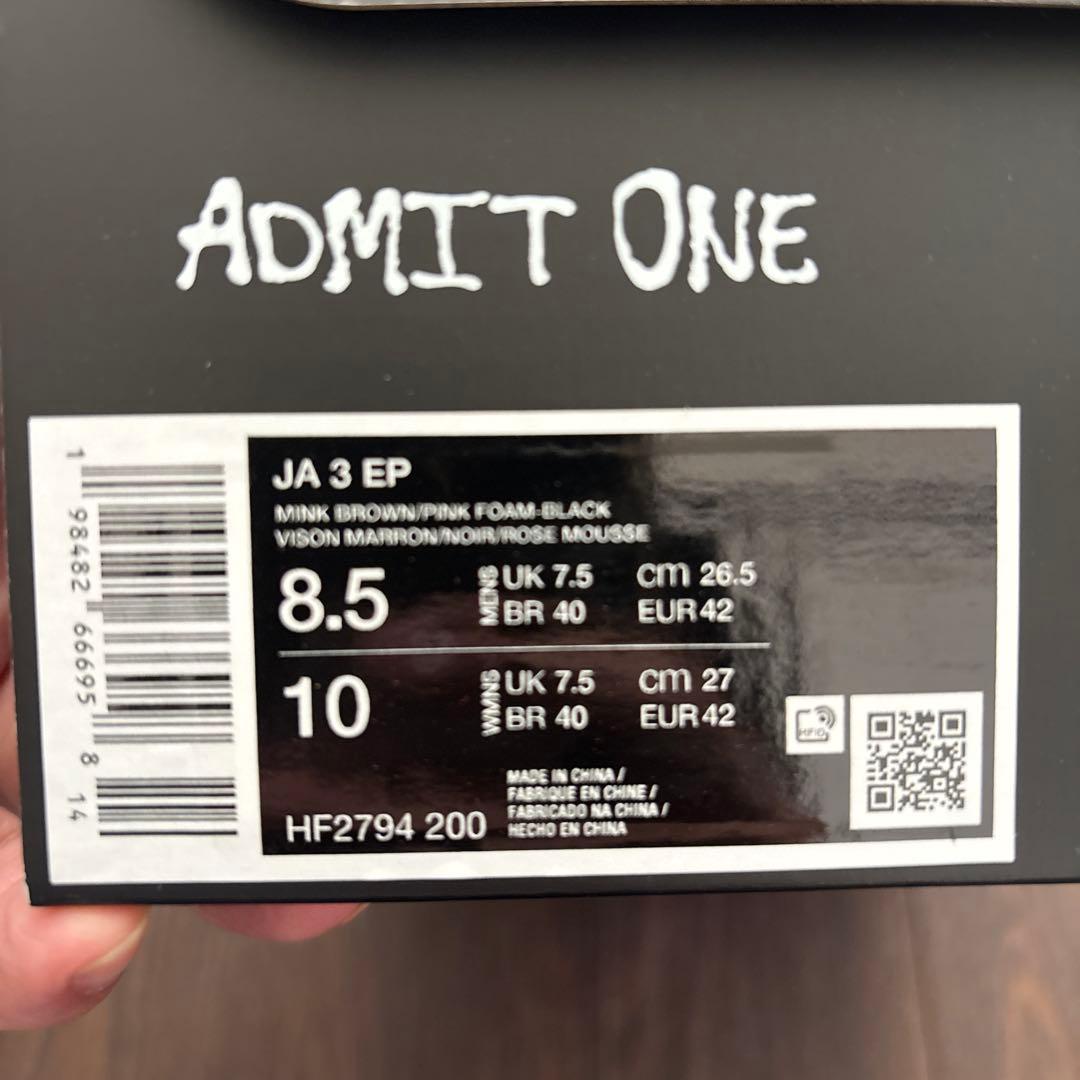 ADMIT ONE
JA 3 EP
MINK BROWN/PINK FOAM-BLACK
VISON MARRON/NOIR/ROSE MOUSSE
8.5 MENS UK 7.5 cm 26.5
BR 40 EUR 42
10 WMNS UK 7.5 cm 27
BR 40 EUR 42
RFID
MADE IN CHINA /
FABRIQUE EN CHINE /
FABRICADO NA CHINA /
HECHO EN CHINA
HF2794 200
1 98482 66695 8 14